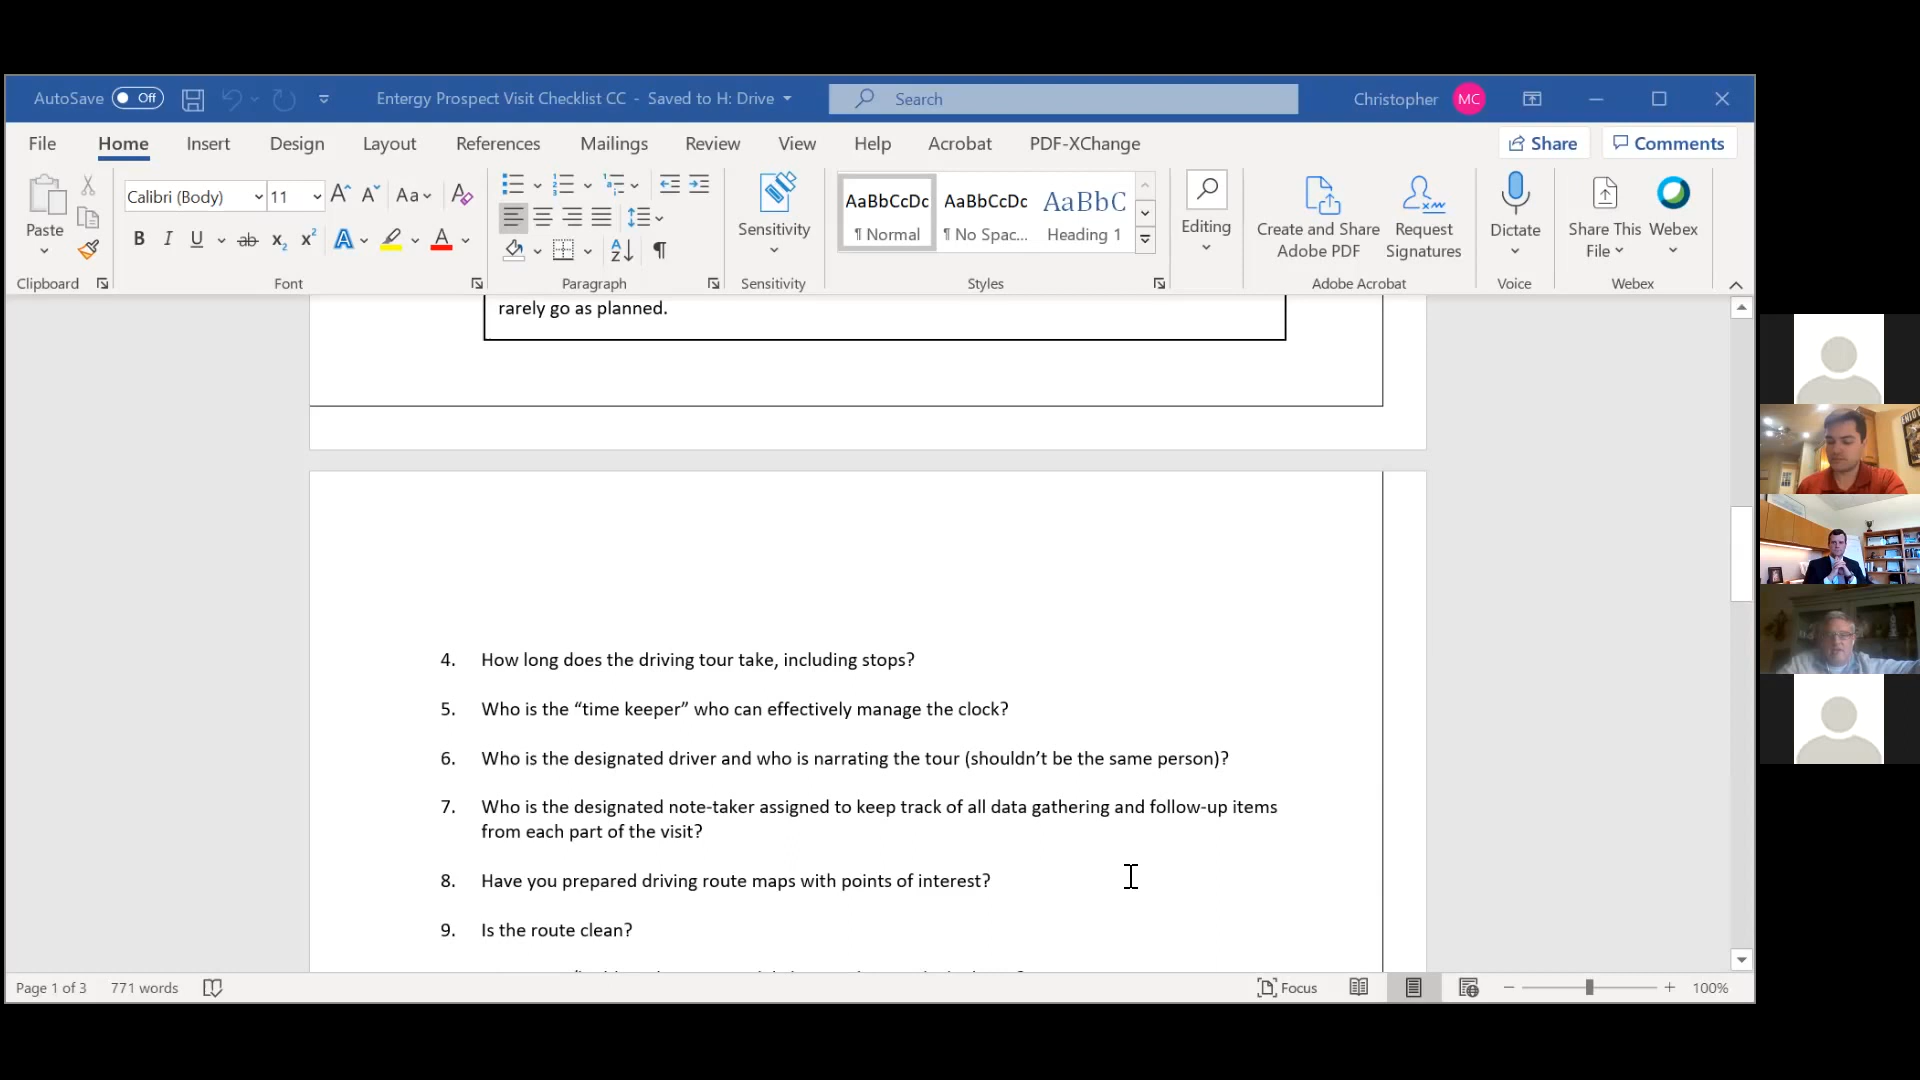 AutoSave Off Entergy Prospect Visit Checklist CC - Saved to H: Drive Search Christopher MC
File Home Insert Design Layout References Mailings Review View Help Acrobat PDF-XChange Share Comments
Paste
Clipboard
Calibri (Body) 11 Aa
B I U ab x₂ x² A A
Font
Paragraph
Sensitivity
Sensitivity
AaBbCcDc AaBbCcDc AaBbC
¶ Normal ¶ No Spac... Heading 1
Styles
Editing
Create and Share
Adobe PDF
Request
Signatures
Adobe Acrobat
Dictate
Voice
Share This
File
Webex
Webex
rarely go as planned.
4. How long does the driving tour take, including stops?
5. Who is the “time keeper” who can effectively manage the clock?
6. Who is the designated driver and who is narrating the tour (shouldn’t be the same person)?
7. Who is the designated note-taker assigned to keep track of all data gathering and follow-up items
from each part of the visit?
8. Have you prepared driving route maps with points of interest?
9. Is the route clean?
Page 1 of 3 771 words Focus 100%